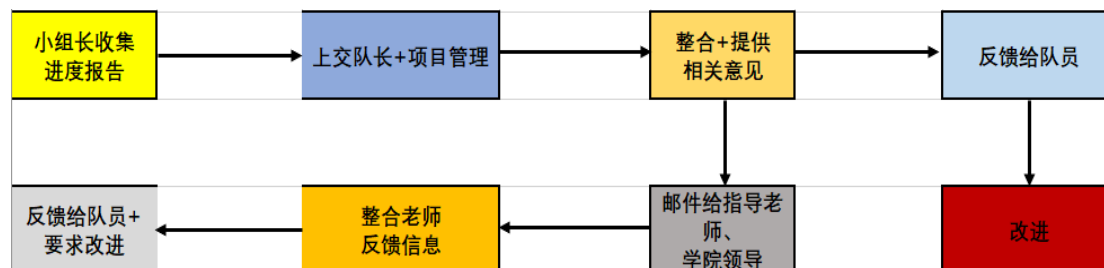 小组长收集
进度报告
上交队长+项目管理
整合+提供
相关意见
反馈给队员
反馈给队员+
要求改进
整合老师
反馈信息
邮件给指导老
师、
学院领导
改进